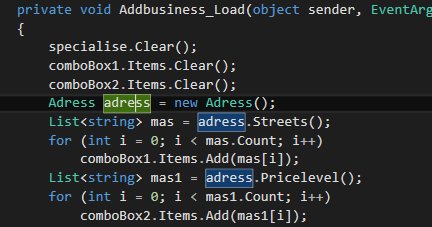 private void Addbusiness_Load(object sender, EventArg
{
specialise.Clear();
comboBox1.Items.Clear();
comboBox2.Items.Clear();
Adress adress = new Adress();
List<string> mas = adress.Streets();
for (int i = 0; i < mas.Count; i++)
comboBox1.Items.Add(mas[i]);
List<string> mas1 = adress.Pricelevel();
for (int i = 0; i < mas1.Count; i++)
comboBox2.Items.Add(mas1[i]);